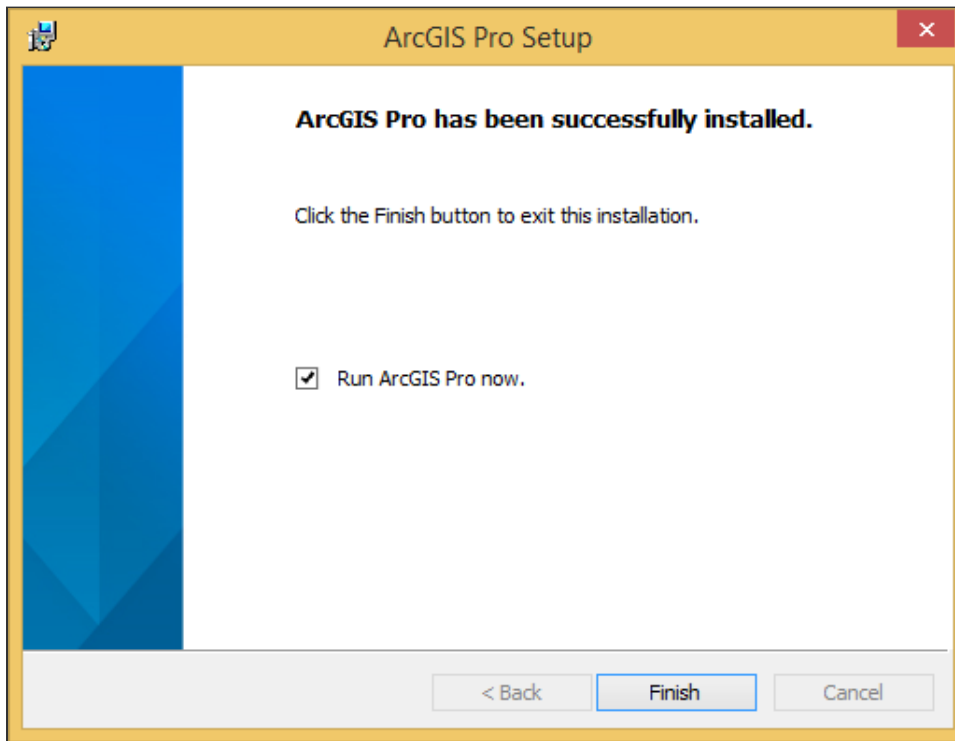 ArcGIS Pro Setup
ArcGIS Pro has been successfully installed.
Click the Finish button to exit this installation.
Run ArcGIS Pro now.
< Back Finish Cancel